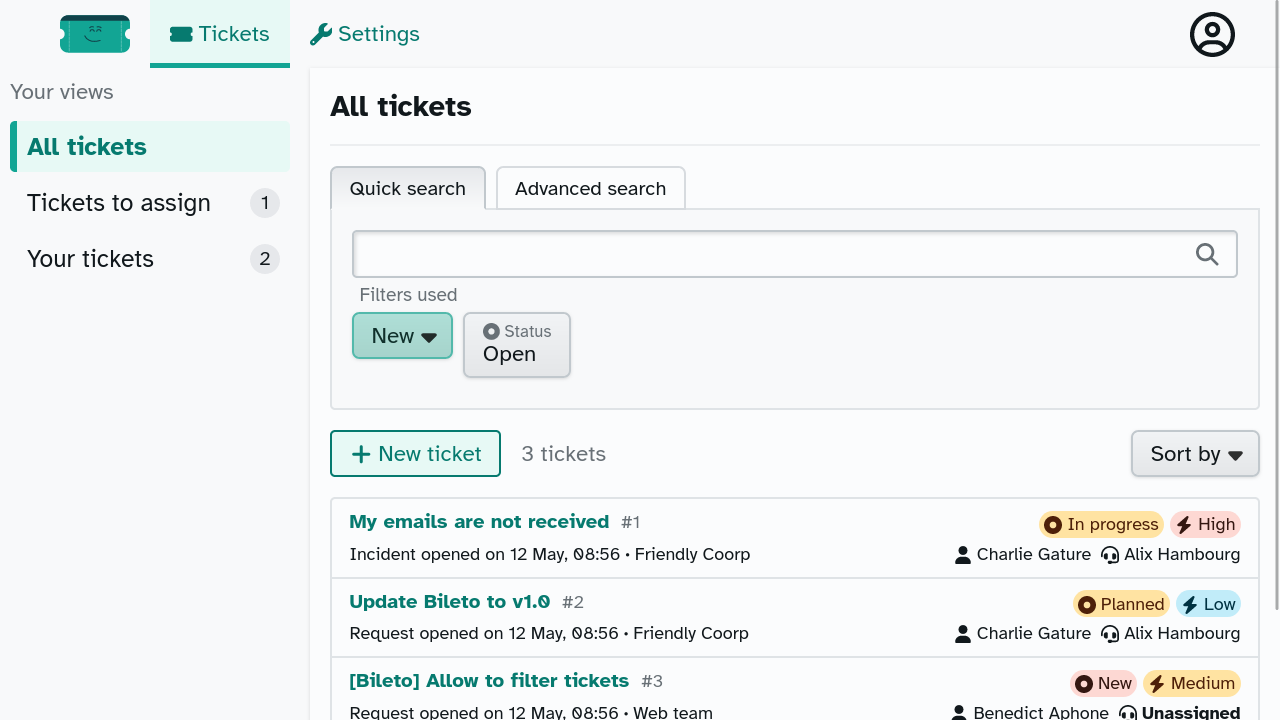 Tickets
Settings
Your views
All tickets
Tickets to assign 1
Your tickets 2
All tickets
Quick search
Advanced search
Filters used
New
Status
Open
New ticket
3 tickets
Sort by
My emails are not received #1
In progress High
Incident opened on 12 May, 08:56 • Friendly Coorp
Charlie Gature Alix Hambourg
Update Bileto to v1.0 #2
Planned Low
Request opened on 12 May, 08:56 • Friendly Coorp
Charlie Gature Alix Hambourg
[Bileto] Allow to filter tickets #3
New Medium
Request opened on 12 May, 08:56 • Web team
Benedict Aphone Unassigned